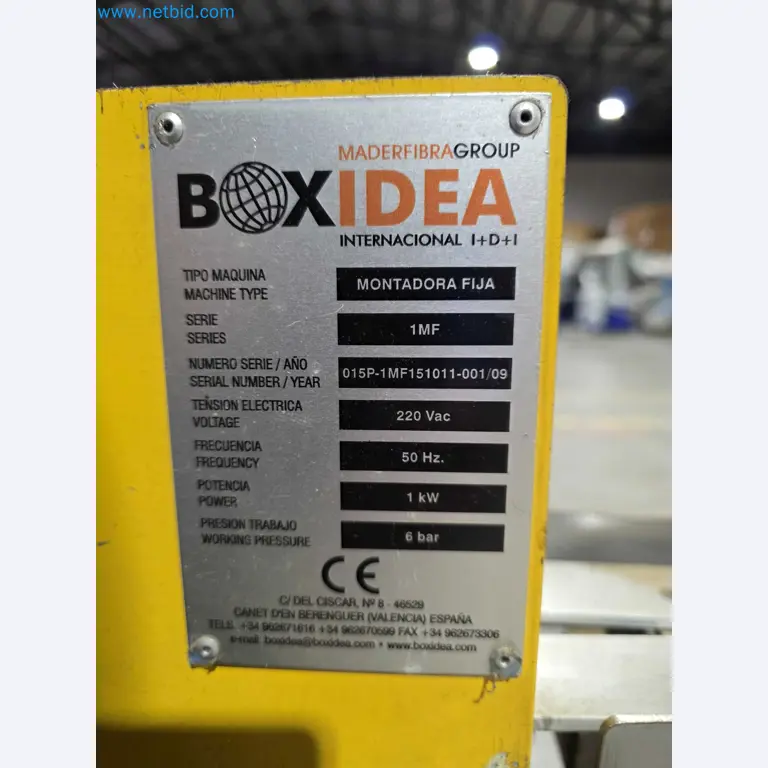 www.netbid.com
MADERFIBRAGROUP
BOXIDEA
INTERNACIONAL I+D+I
TIPO MAQUINA
MACHINE TYPE
MONTADORA FIJA
SERIE
SERIES
1MF
NUMERO SERIE / AÑO
SERIAL NUMBER / YEAR
015P-1MF151011-001/09
TENSION ELECTRICA
VOLTAGE
220 Vac
FRECUENCIA
FREQUENCY
50 Hz.
POTENCIA
POWER
1 kW
PRESION TRABAJO
WORKING PRESSURE
6 bar
CE
C/ DEL CISCAR, Nº 8 - 46529
CANET D'EN BERENGUER (VALENCIA) ESPAÑA
TELS. +34 962671616 +34 962670599 FAX +34 962673306
e-mail: boxidea@boxidea.com • www.boxidea.com